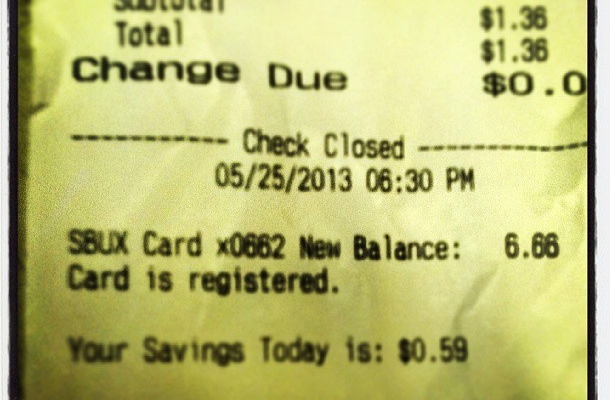 Subtotal $1.36
Total $1.36
Change Due $0.0
---------- Check Closed ----------
05/25/2013 06:30 PM
SBUX Card x0662 New Balance: 6.66
Card is registered.
Your Savings Today is: $0.59